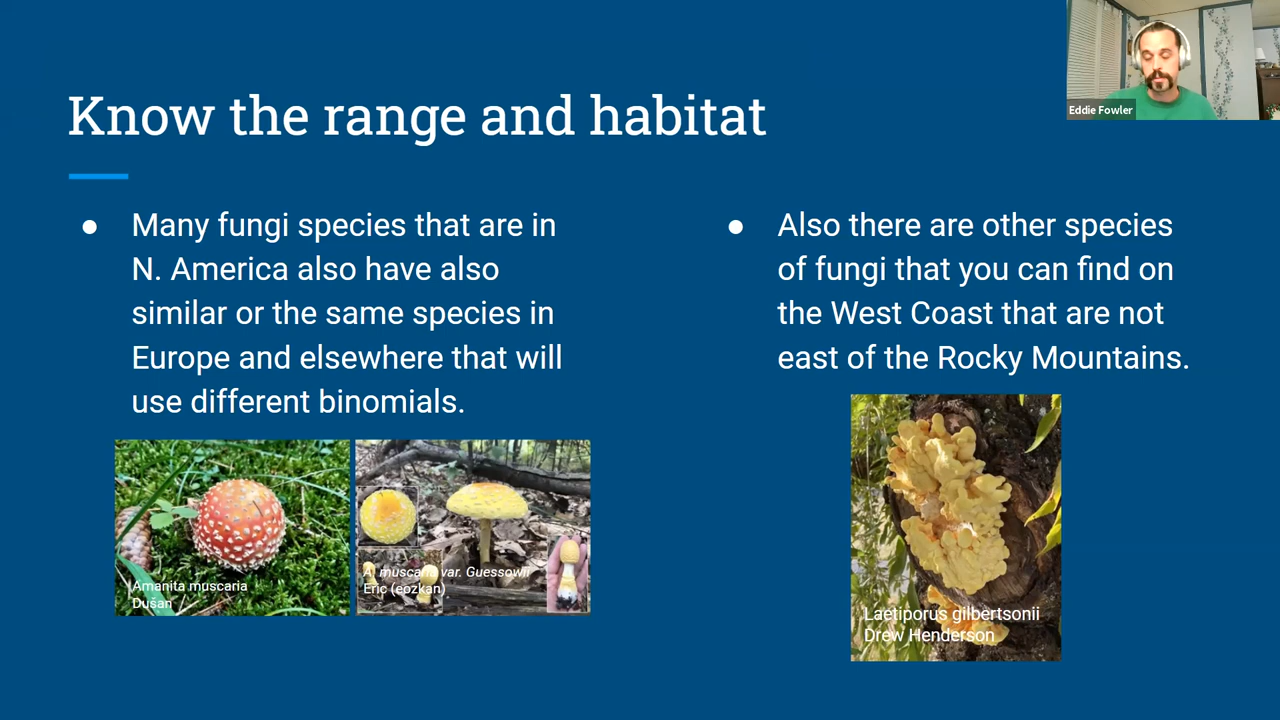 Know the range and habitat
Eddie Fowler
● Many fungi species that are in
N. America also have also
similar or the same species in
Europe and elsewhere that will
use different binomials.
● Also there are other species
of fungi that you can find on
the West Coast that are not
east of the Rocky Mountains.
Amanita muscaria
Dušan
A. muscaria var. Guessowii
Eric (eozkan)
Laetiporus gilbertsonii
Drew Henderson